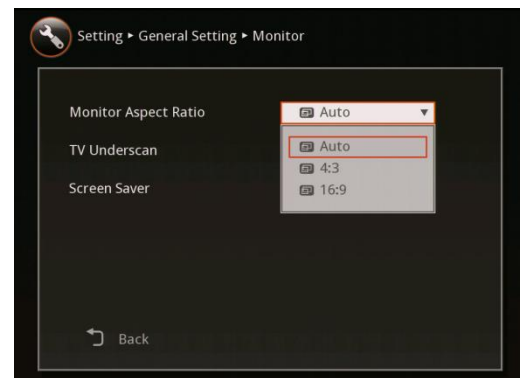 Setting ▸ General Setting ▸ Monitor
Monitor Aspect Ratio Auto
TV Underscan Auto
4:3
Screen Saver 16:9
Back